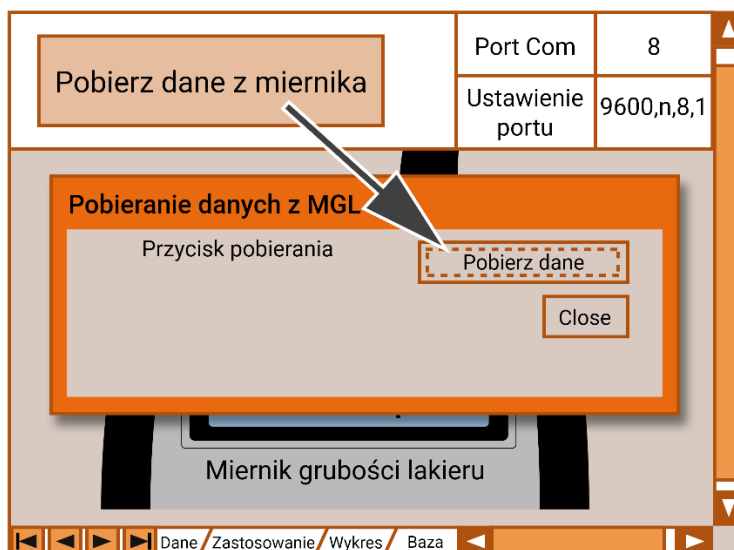 Pobierz dane z miernika
Port Com 8
Ustawienie portu 9600,n,8,1
Pobieranie danych z MGL
Przycisk pobierania
Pobierz dane
Close
Miernik grubości lakieru
Dane Zastosowanie Wykres Baza